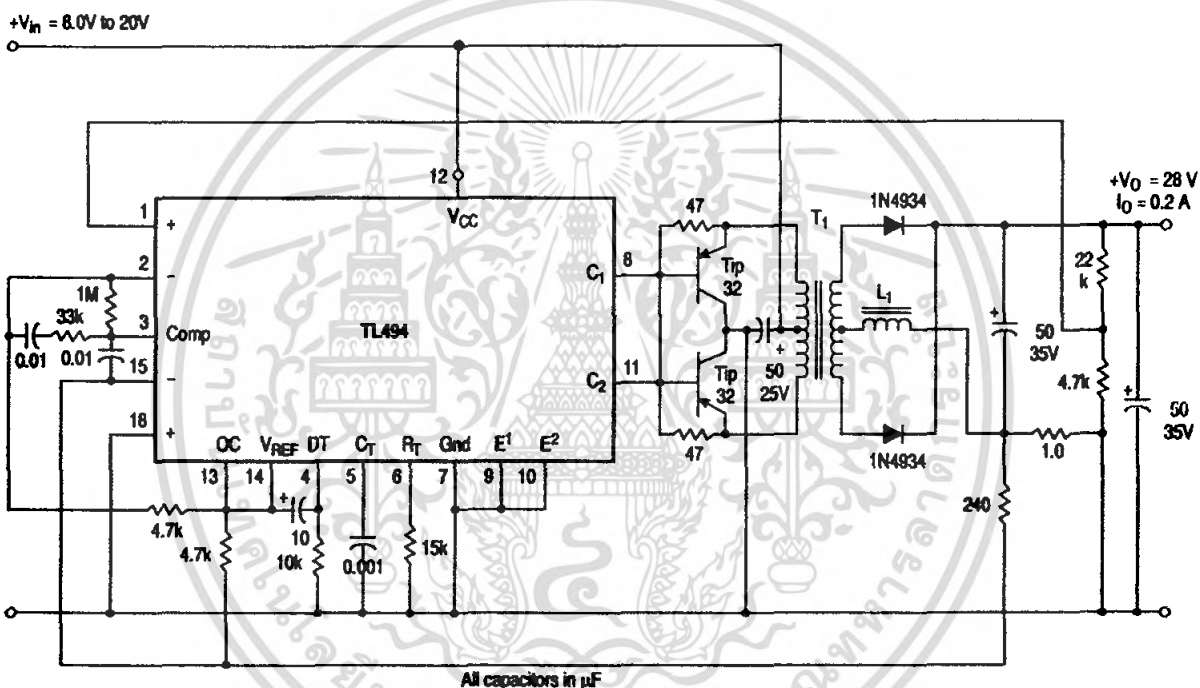 +Vin = 8.0V to 20V
12
VCC
+VO = 28 V
IO = 0.2 A
1
+
2
−
1M
33k
3
Comp
0.01
0.01
15
−
18
+
TL494
C1
8
C2
11
47
Tip
32
Tip
32
47
50
25V
T1
1N4934
L1
1N4934
50
35V
22
k
4.7k
1.0
50
35V
240
OC
VREF
DT
CT
RT
Gnd
E1
E2
13
14
4
5
6
7
9
10
4.7k
4.7k
+
10
10k
0.001
15k
All capacitors in µF